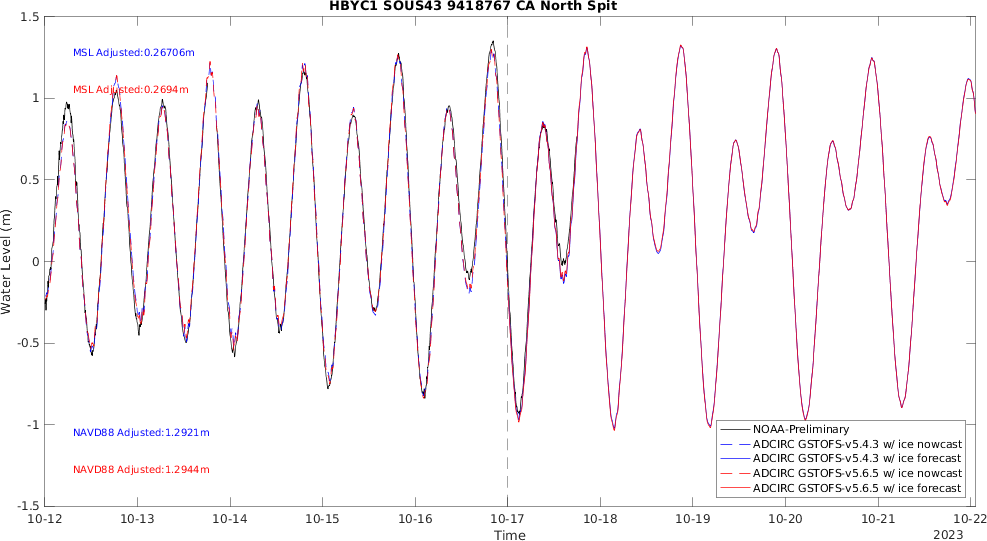 HBYC1 SOUS43 9418767 CA North Spit
1.5
1
0.5
0
-0.5
-1
-1.5
Water Level (m)
MSL Adjusted:0.26706m
MSL Adjusted:0.2694m
NAVD88 Adjusted:1.2921m
NAVD88 Adjusted:1.2944m
NOAA-Preliminary
ADCIRC GSTOFS-v5.4.3 w/ ice nowcast
ADCIRC GSTOFS-v5.4.3 w/ ice forecast
ADCIRC GSTOFS-v5.6.5 w/ ice nowcast
ADCIRC GSTOFS-v5.6.5 w/ ice forecast
10-12 10-13 10-14 10-15 10-16 10-17 10-18 10-19 10-20 10-21 10-22
Time
2023